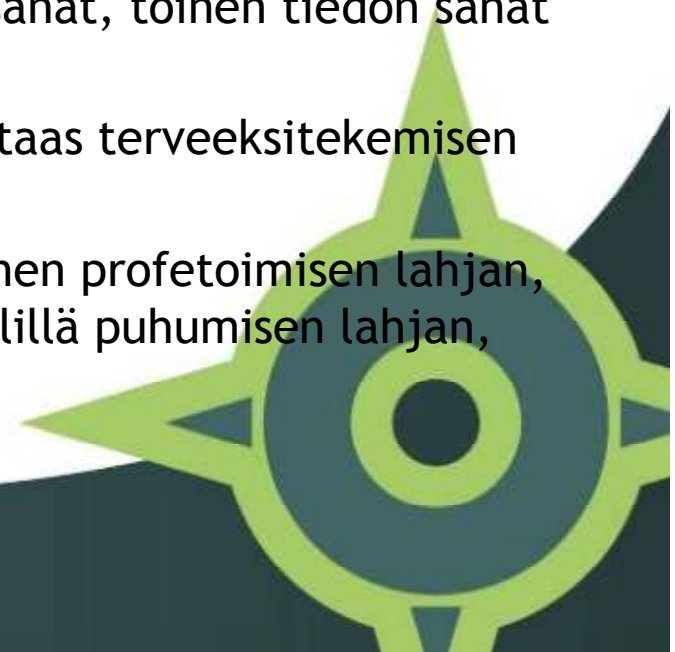 sanat, toinen tiedon sanat
taas terveeksitekemisen
nen profetoimisen lahjan,
lillä puhumisen lahjan,